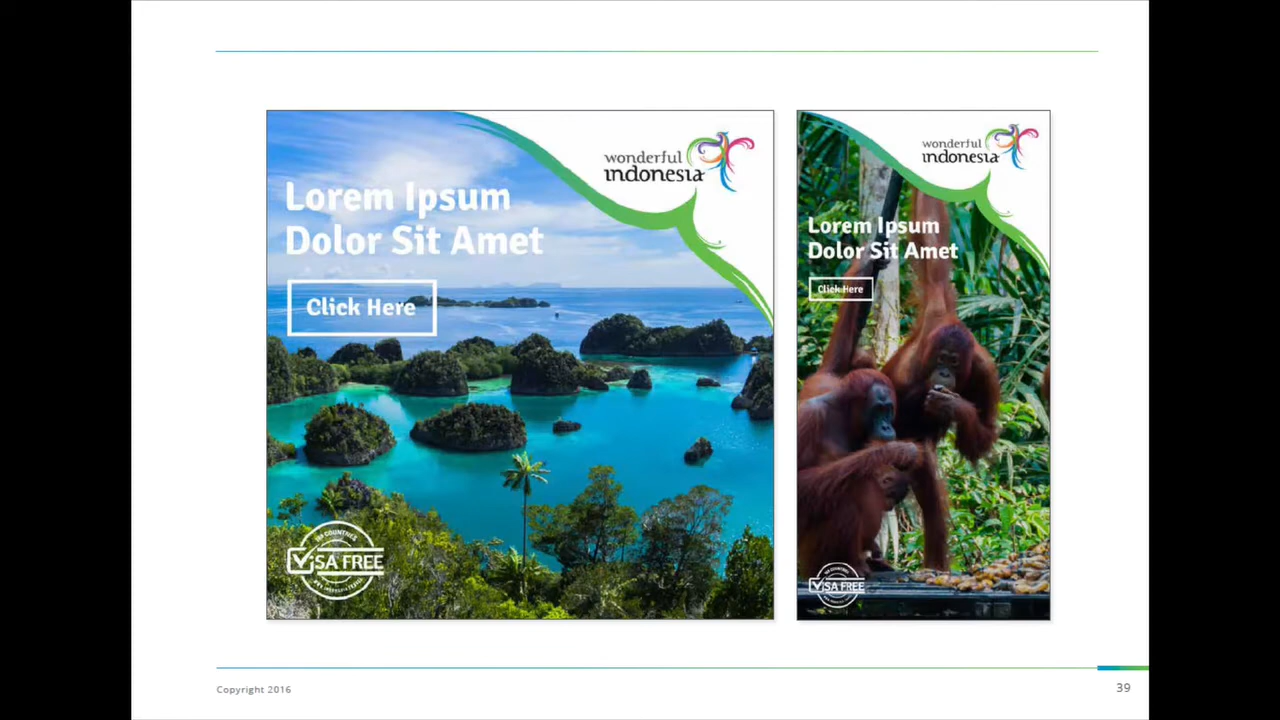 wonderful
indonesia
Lorem Ipsum
Dolor Sit Amet
Click Here
COUNTRIES
VISA FREE
wonderful
indonesia
Lorem Ipsum
Dolor Sit Amet
Click Here
VISA FREE
Copyright 2016
39